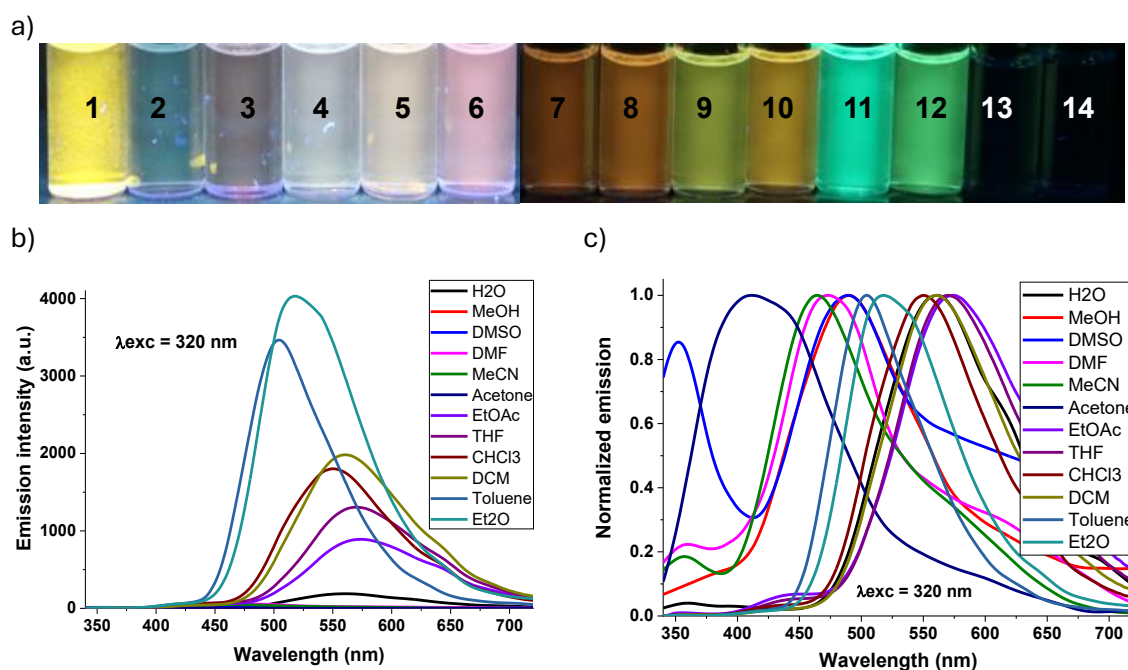 a)
1 2 3 4 5 6 7 8 9 10 11 12 13 14
b)
Emission intensity (a.u.)
4000
3000
2000
1000
0
λexc = 320 nm
H2O
MeOH
DMSO
DMF
MeCN
Acetone
EtOAc
THF
CHCl3
DCM
Toluene
Et2O
350 400 450 500 550 600 650 700
Wavelength (nm)
c)
Normalized emission
1.0
0.8
0.6
0.4
0.2
0.0
H2O
MeOH
DMSO
DMF
MeCN
Acetone
EtOAc
THF
CHCl3
DCM
Toluene
Et2O
λexc = 320 nm
350 400 450 500 550 600 650 700
Wavelength (nm)